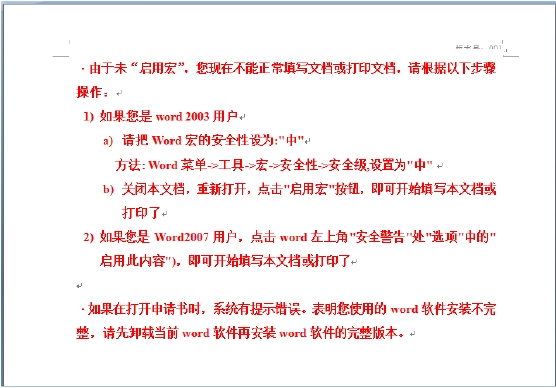 ·由于未“启用宏”，您现在不能正常填写文档或打印文档，请根据以下步骤
操作：
1) 如果您是 word 2003 用户
a) 请把 Word 宏的安全性设为:"中"
方法: Word 菜单->工具->宏->安全性->安全级,设置为"中"
b) 关闭本文档，重新打开，点击"启用宏"按钮，即可开始填写本文档或
打印了
2) 如果您是 Word2007 用户，点击 word 左上角"安全警告"处"选项"中的"
启用此内容")，即可开始填写本文档或打印了
·如果在打开申请书时，系统有提示错误。表明您使用的 word 软件安装不完
整，请先卸载当前 word 软件再安装 word 软件的完整版本。